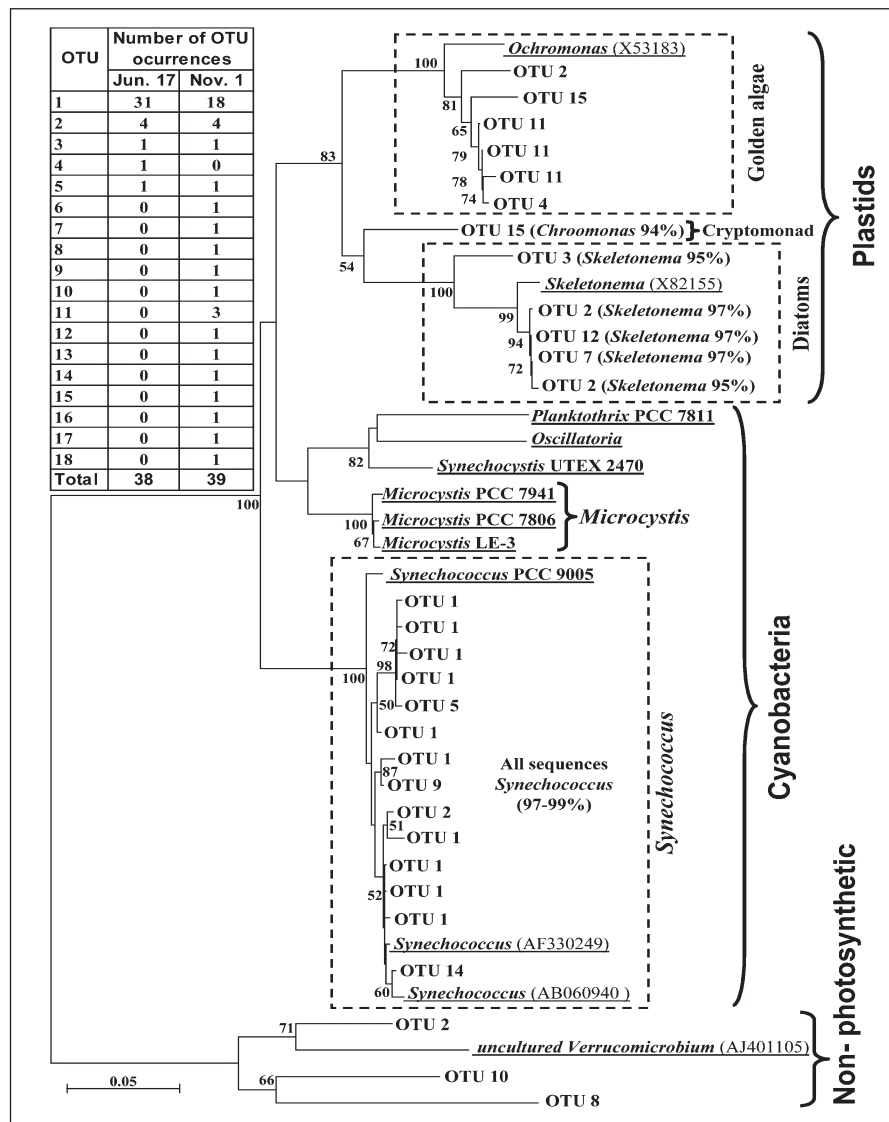 OTU Number of OTU ocurrences
Jun. 17 Nov. 1
1 31 18
2 4 4
3 1 1
4 1 0
5 1 1
6 0 1
7 0 1
8 0 1
9 0 1
10 0 1
11 0 3
12 0 1
13 0 1
14 0 1
15 0 1
16 0 1
17 0 1
18 0 1
Total 38 39
Ochromonas (X53183)
100
OTU 2
81
OTU 15
65
OTU 11
OTU 11
79
OTU 11
78
74
OTU 4
Golden algae
83
OTU 15 (Chroomonas 94%)
Cryptomonad
54
OTU 3 (Skeletonema 95%)
100
Skeletonema (X82155)
99
OTU 2 (Skeletonema 97%)
94
OTU 12 (Skeletonema 97%)
OTU 7 (Skeletonema 97%)
72
OTU 2 (Skeletonema 95%)
Diatoms
Plastids
Planktothrix PCC 7811
Oscillatoria
82
Synechocystis UTEX 2470
Microcystis PCC 7941
100
Microcystis PCC 7806
67
Microcystis LE-3
Microcystis
100
Synechococcus PCC 9005
OTU 1
OTU 1
72
OTU 1
98
100
OTU 1
50
OTU 5
OTU 1
OTU 1
87
OTU 9
OTU 2
51
OTU 1
OTU 1
52
OTU 1
OTU 1
Synechococcus (AF330249)
OTU 14
60
Synechococcus (AB060940 )
All sequences
Synechococcus
(97-99%)
Synechococcus
Cyanobacteria
71
OTU 2
uncultured Verrucomicrobium (AJ401105)
66
OTU 10
OTU 8
Non- photosynthetic
0.05